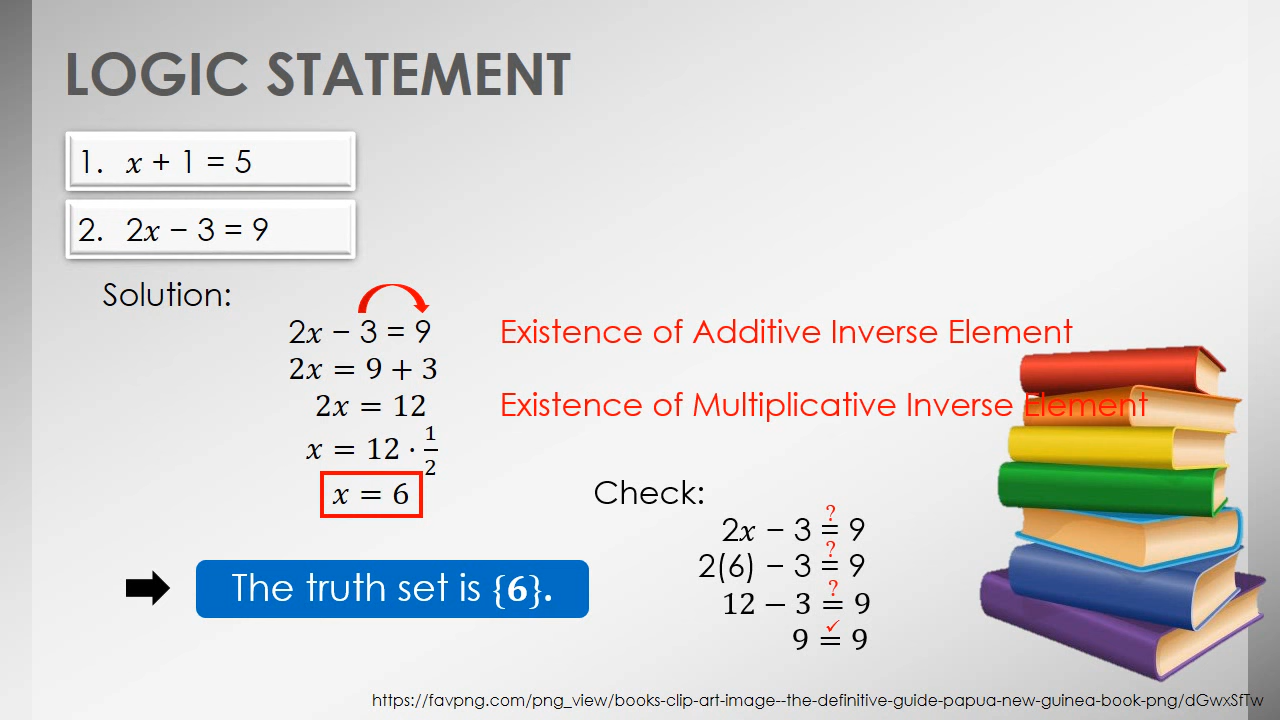 LOGIC STATEMENT
1. x + 1 = 5
2. 2x − 3 = 9
Solution:
2x − 3 = 9 Existence of Additive Inverse Element
2x = 9 + 3
2x = 12 Existence of Multiplicative Inverse Element
x = 12 · 1/2
x = 6
Check:
2x − 3 =? 9
2(6) − 3 =? 9
12 − 3 =? 9
9 =✓ 9
The truth set is {6}.
https://favpng.com/png_view/books-clip-art-image--the-definitive-guide-papua-new-guinea-book-png/dGwxSfTw